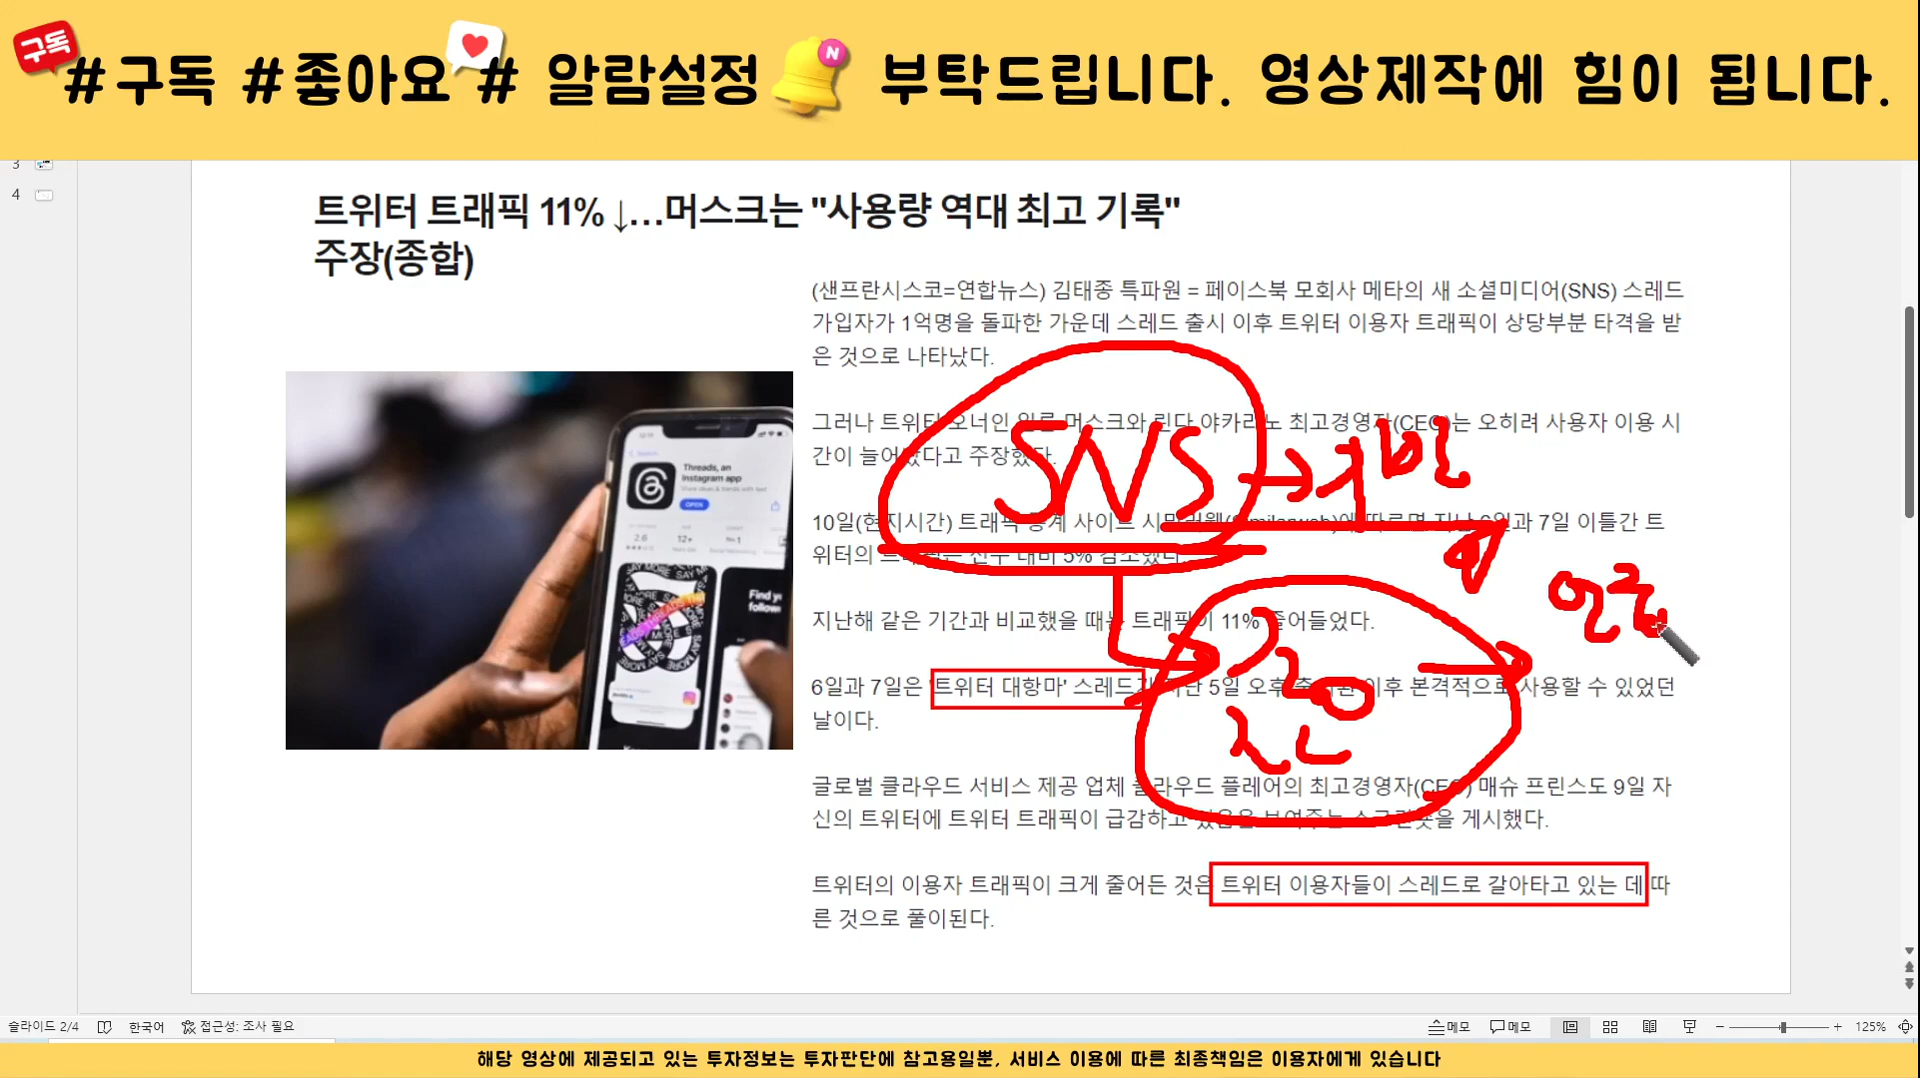 구독
#구독 #좋아요 # 알람설정 N 부탁드립니다. 영상제작에 힘이 됩니다.
3
4
트위터 트래픽 11%↓...머스크는 "사용량 역대 최고 기록"
주장(종합)
(샌프란시스코=연합뉴스) 김태종 특파원 = 페이스북 모회사 메타의 새 소셜미디어(SNS) 스레드
가입자가 1억명을 돌파한 가운데 스레드 출시 이후 트위터 이용자 트래픽이 상당부분 타격을 받
은 것으로 나타났다.
그러나 트위터 오너인 일론 머스크와 린다 야카리노 최고경영자(CEO)는 오히려 사용자 이용 시
간이 늘어났다고 주장했다.
SNS
10일(현지시간) 트래픽 통계 사이트 시밀러웹(Similarweb)에 따르면 지난 6일과 7일 이틀간 트
위터의 트래픽은 전주 대비 5% 감소했다.
지난해 같은 기간과 비교했을 때는 트래픽이 11% 줄어들었다.
6일과 7일은 '트위터 대항마' 스레드가 지난 5일 오후 출시된 이후 본격적으로 사용할 수 있었던
날이다.
글로벌 클라우드 서비스 제공 업체 클라우드 플레어의 최고경영자(CEO) 매슈 프린스도 9일 자
신의 트위터에 트위터 트래픽이 급감하고 있음을 보여주는 스크린샷을 게시했다.
트위터의 이용자 트래픽이 크게 줄어든 것은 트위터 이용자들이 스레드로 갈아타고 있는 데 따
른 것으로 풀이된다.
Threads, an
Instagram app
OPEN
2.6
12+
No.1
SAY MORE
Find yo
follower
슬라이드 2/4
한국어
접근성: 조사 필요
메모
메모
125%
해당 영상에 제공되고 있는 투자정보는 투자판단에 참고용일뿐, 서비스 이용에 따른 최종책임은 이용자에게 있습니다